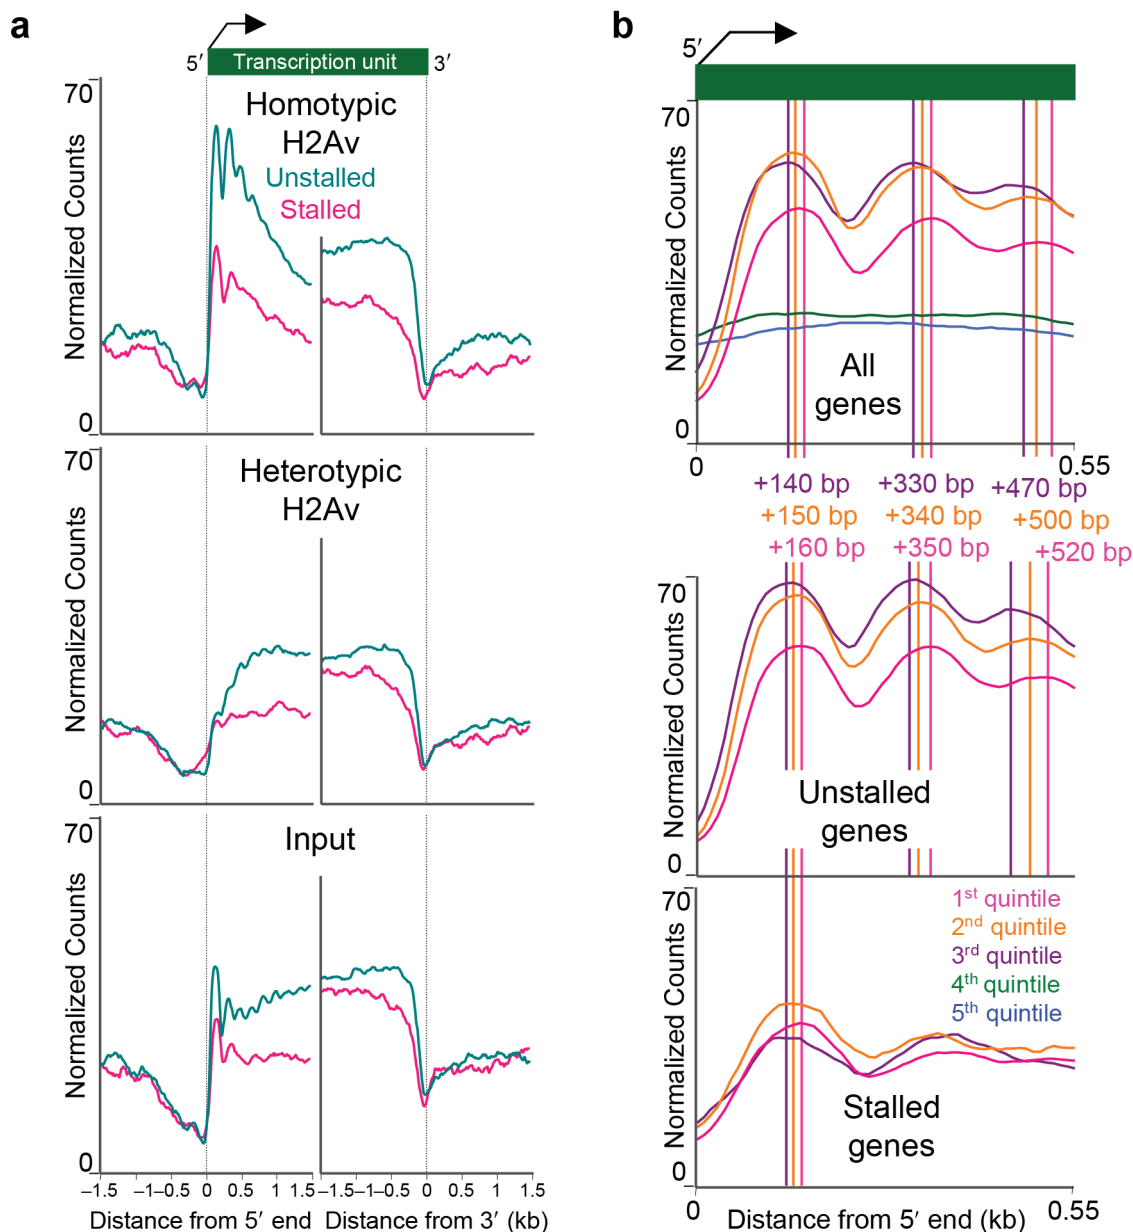 a
5′ Transcription unit 3′
70
Homotypic
H2Av
Unstalled
Stalled
Normalized Counts
0
70
Heterotypic
H2Av
Normalized Counts
0
70
Input
Normalized Counts
0
–1.5 –1–0.5 0 0.5 1 1.5 –1.5 –1–0.5 0 0.5 1 1.5
Distance from 5′ end Distance from 3′ (kb)
b
5′
70
Normalized Counts
All
genes
0
0 0.55
+140 bp +330 bp +470 bp
+150 bp +340 bp +500 bp
+160 bp +350 bp +520 bp
70
Normalized Counts
Unstalled
genes
0
70
1st quintile
2nd quintile
3rd quintile
4th quintile
5th quintile
Normalized Counts
Stalled
genes
0
0 0.55
Distance from 5′ end (kb)